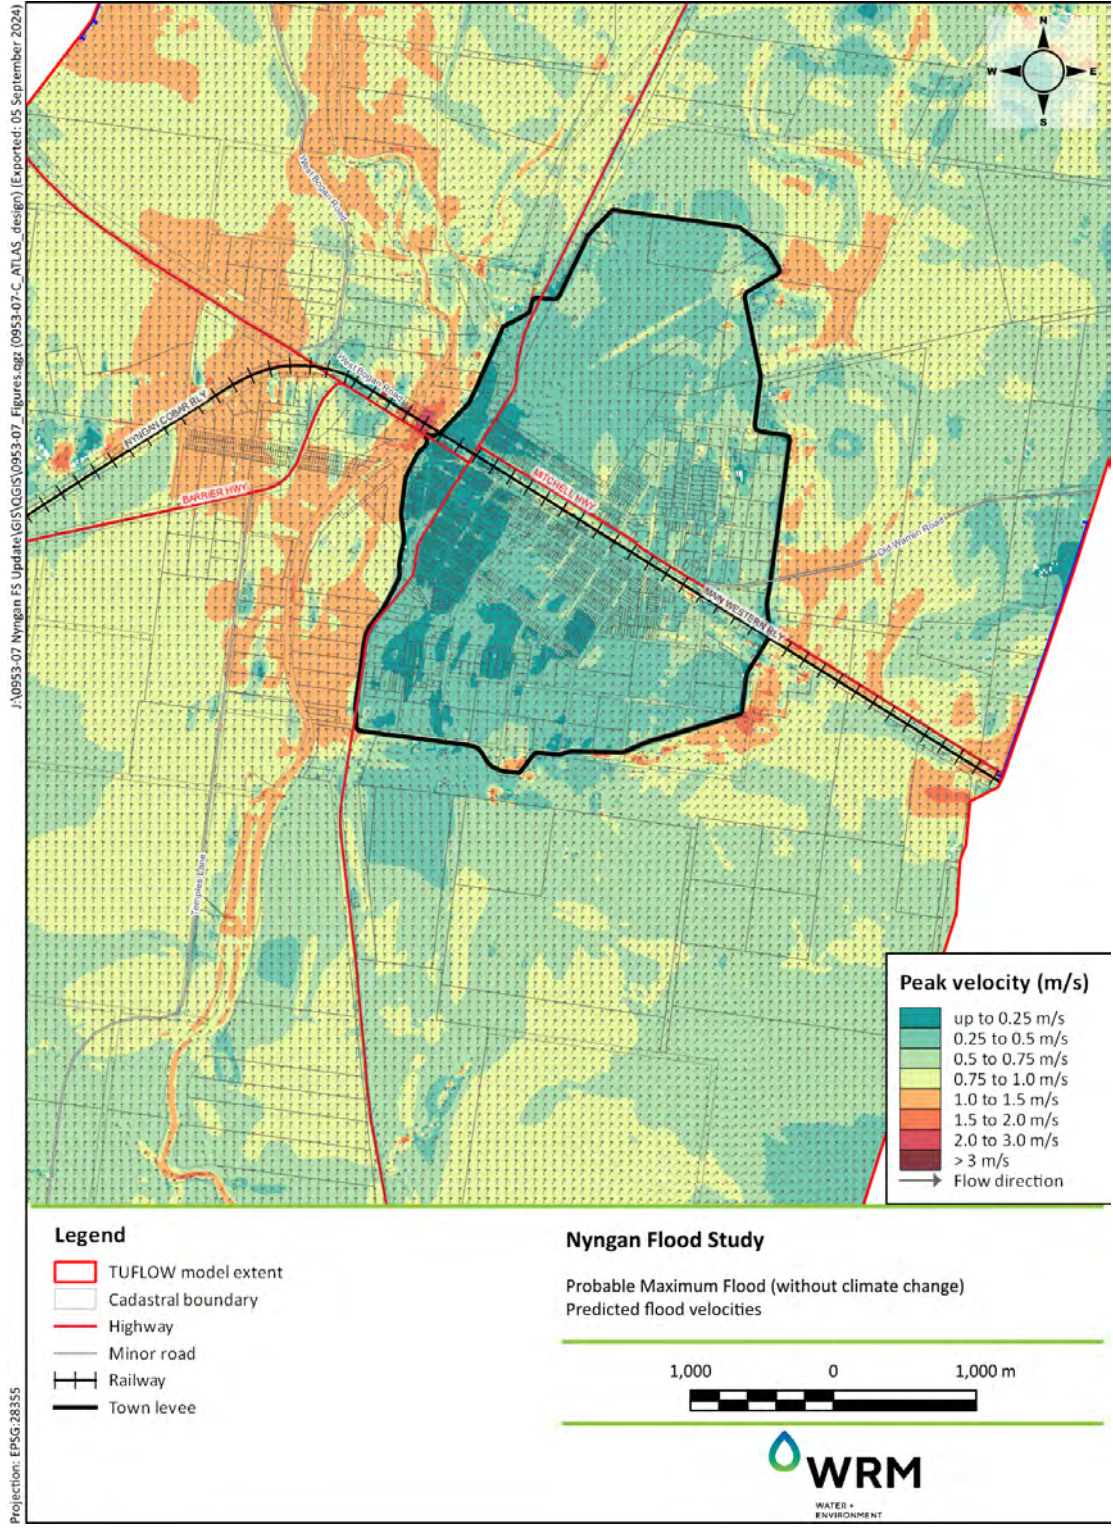 J:\0953-07 Nyngan FS Update\GIS\QGIS\0953-07_Figures.qgz (0953-07-C_ATLAS_design) (Exported: 05 September 2024)
N
W
E
S
West Bogan Road
West Bogan Road
NYNGAN COBAR RLY
BARRIER HWY
MITCHELL HWY
Old Warren Road
MAIN WESTERN RLY
Temples Lane
Peak velocity (m/s)
up to 0.25 m/s
0.25 to 0.5 m/s
0.5 to 0.75 m/s
0.75 to 1.0 m/s
1.0 to 1.5 m/s
1.5 to 2.0 m/s
2.0 to 3.0 m/s
> 3 m/s
Flow direction
Legend
TUFLOW model extent
Cadastral boundary
Highway
Minor road
Railway
Town levee
Nyngan Flood Study
Probable Maximum Flood (without climate change)
Predicted flood velocities
1,000 0 1,000 m
WRM
WATER +
ENVIRONMENT
Projection: EPSG:28355